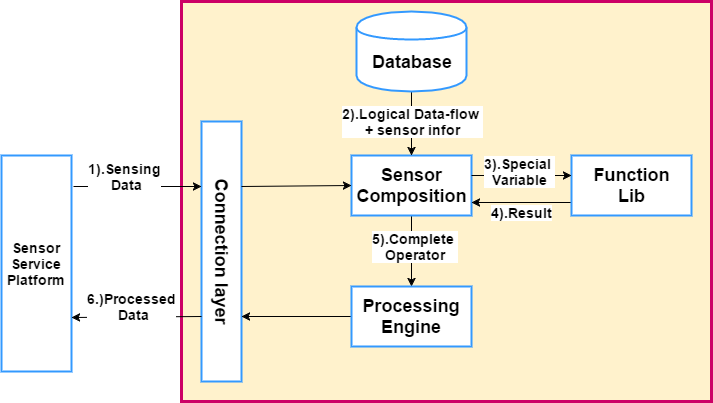 Database
2).Logical Data-flow
+ sensor infor
1).Sensing
Data
Sensor
Composition
3).Special
Variable
Function
Lib
4).Result
Connection layer
Sensor
Service
Platform
5).Complete
Operator
6.)Processed
Data
Processing
Engine